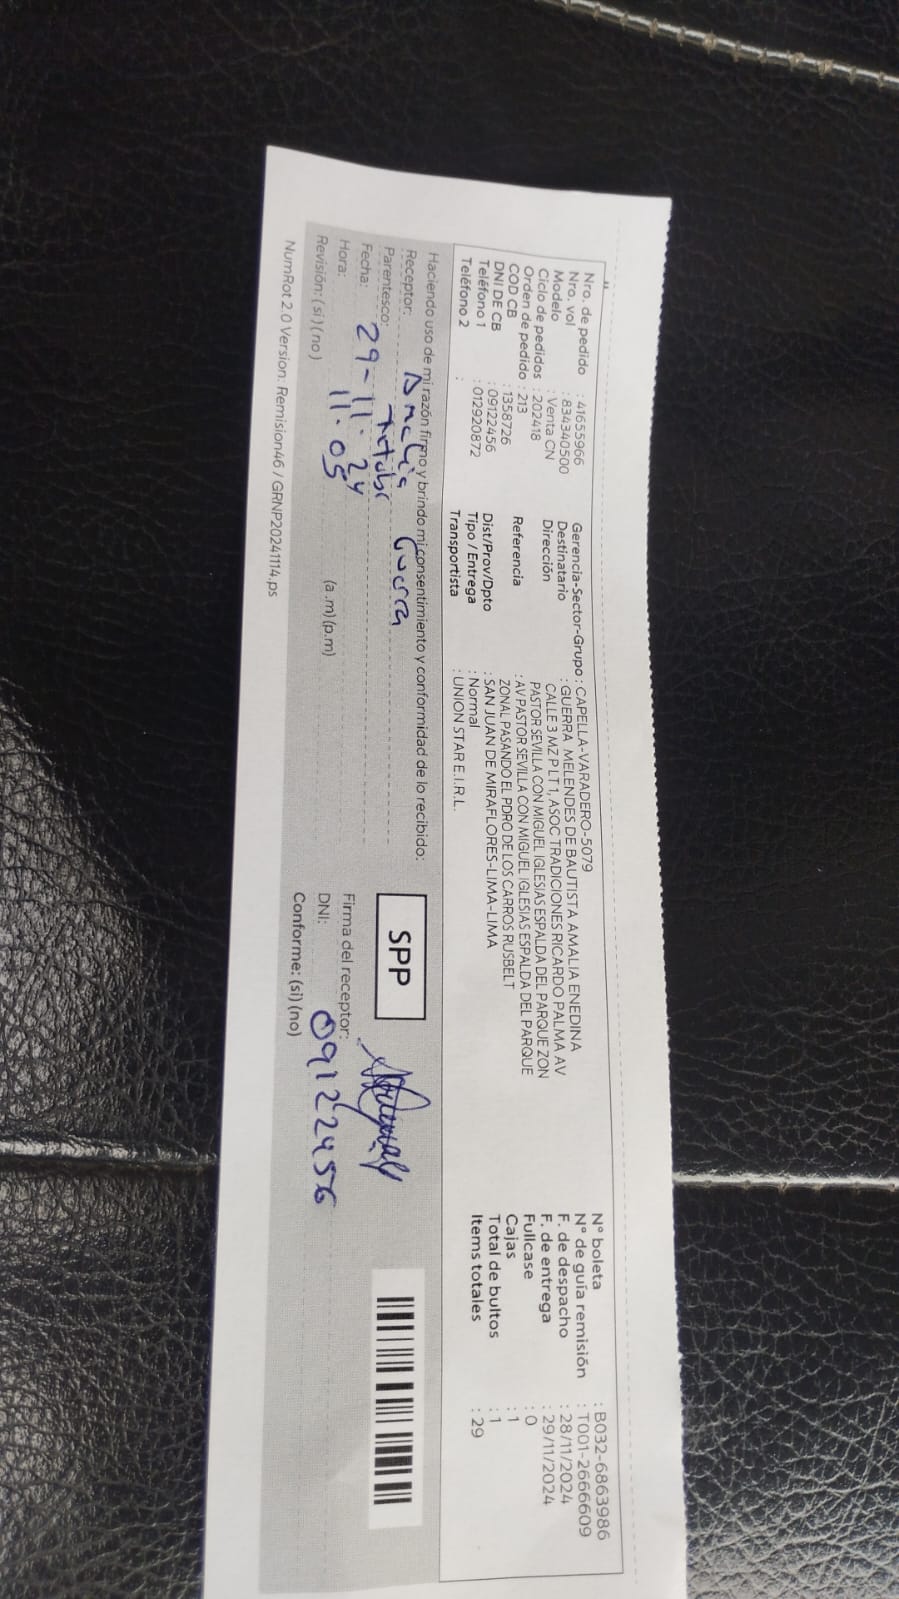 Nro. de pedido : 41655966
Nro. vol : 834340500
Modelo : Venta CN
Ciclo de pedidos : 202418
Orden de pedido : 213
COD CB : 1358726
DNI DE CB : 09122456
Teléfono 1 : 012920872
Teléfono 2 :
Gerencia-Sector-Grupo : CAPELLA-VARADERO-5079
Destinatario : GUERRA MELENDES DE BAUTISTA AMALIA ENEDINA
Dirección CALLE 3 MZ P LT 1, ASOC TRADICIONES RICARDO PALMA AV
PASTOR SEVILLA CON MIGUEL IGLESIAS ESPALDA DEL PARQUE ZON
Referencia : AV PASTOR SEVILLA CON MIGUEL IGLESIAS ESPALDA DEL PARQUE
ZONAL PASANDO EL PDRO DE LOS CARROS RUSBELT
Dist/Prov/Dpto : SAN JUAN DE MIRAFLORES-LIMA-LIMA
Tipo / Entrega : Normal
Transportista : UNION STAR E.I.R.L.
N° boleta : B032-6863986
N° de guía remisión : T001-2666609
F. de despacho : 28/11/2024
F. de entrega : 29/11/2024
Fullcase : 0
Cajas : 1
Total de bultos : 1
Items totales : 29
Haciendo uso de mi razón firmo y brindo mi consentimiento y conformidad de lo recibido:
Receptor: Amalia Guerra
Parentesco:
Fecha: 29-11-24
Hora: 11:05 (a .m) (p.m)
Revisión: (si) (no)
SPP
Firma del receptor:
DNI: 09122456
Conforme: (si) (no)
NumRot 2.0 Version: Remision46 / GRNP20241114.ps